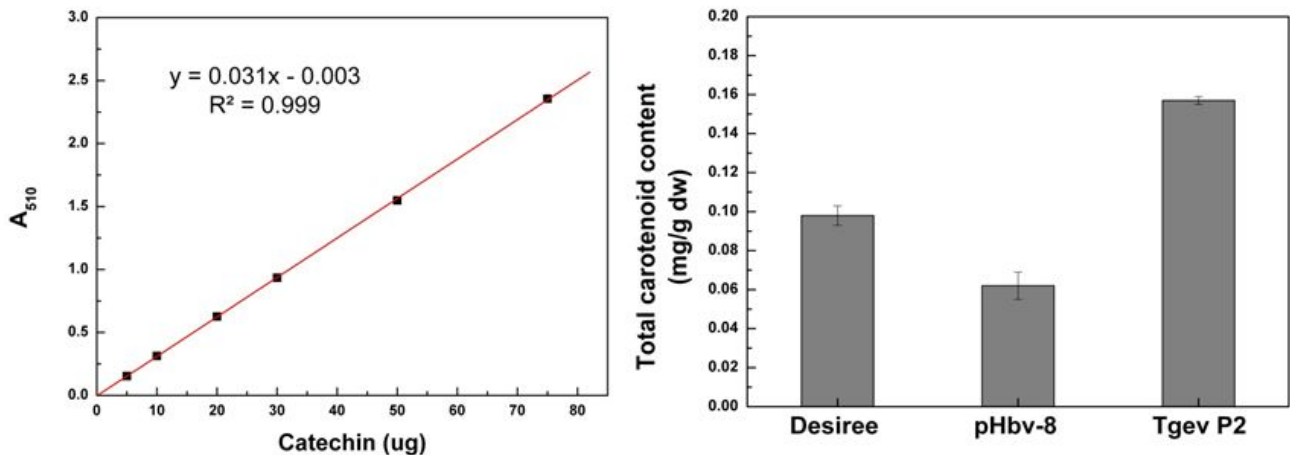 3.0
2.5
2.0
1.5
1.0
0.5
0.0
A510
y = 0.031x - 0.003
R² = 0.999
0 10 20 30 40 50 60 70 80
Catechin (ug)
0.20
0.18
0.16
0.14
0.12
0.10
0.08
0.06
0.04
0.02
0.00
Total carotenoid content
(mg/g dw)
Desiree pHbv-8 Tgev P2